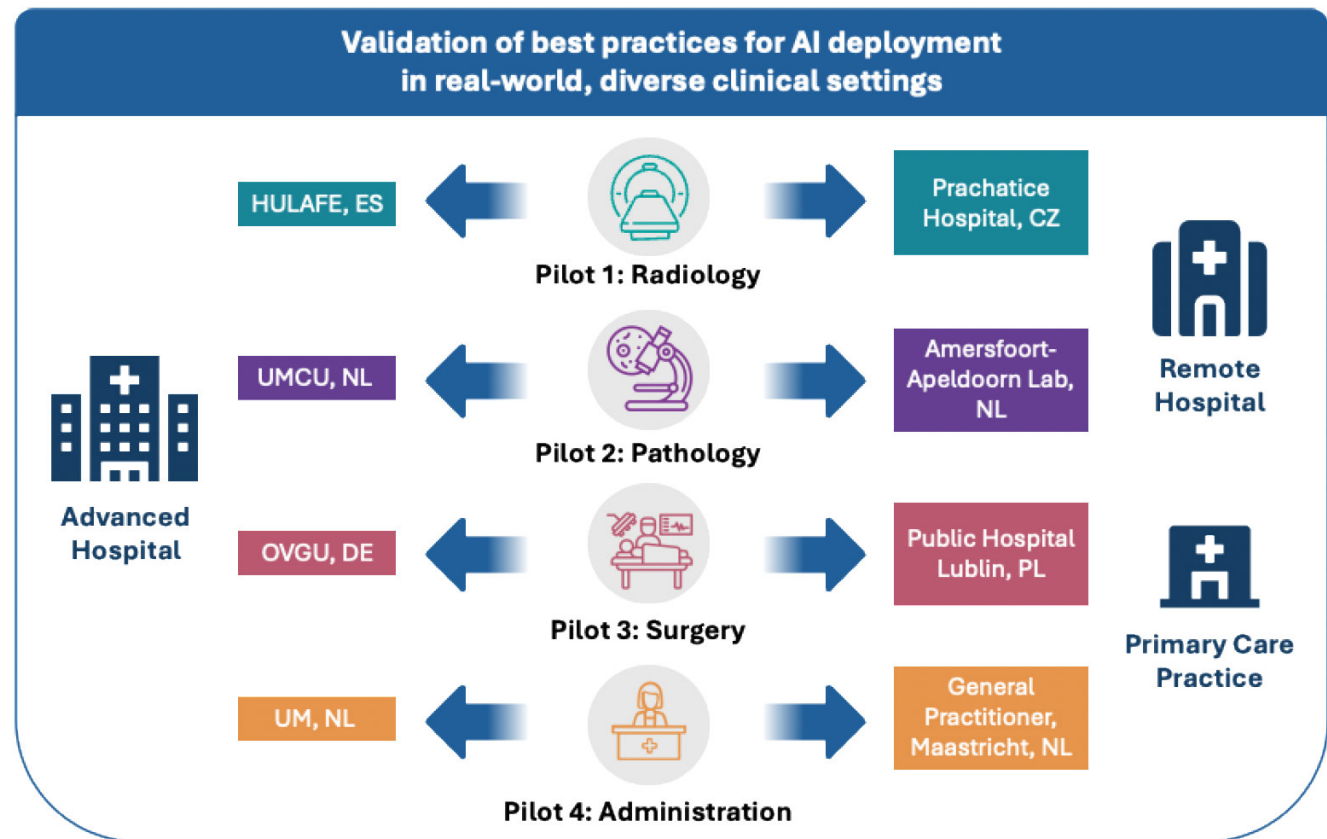 Validation of best practices for AI deployment
in real-world, diverse clinical settings
HULAFE, ES
Prachatice
Hospital, CZ
Pilot 1: Radiology
UMCU, NL
Amersfoort-
Apeldoorn Lab,
NL
Remote
Hospital
Pilot 2: Pathology
Advanced
Hospital
OVGU, DE
Public Hospital
Lublin, PL
Pilot 3: Surgery
Primary Care
Practice
UM, NL
General
Practitioner,
Maastricht, NL
Pilot 4: Administration